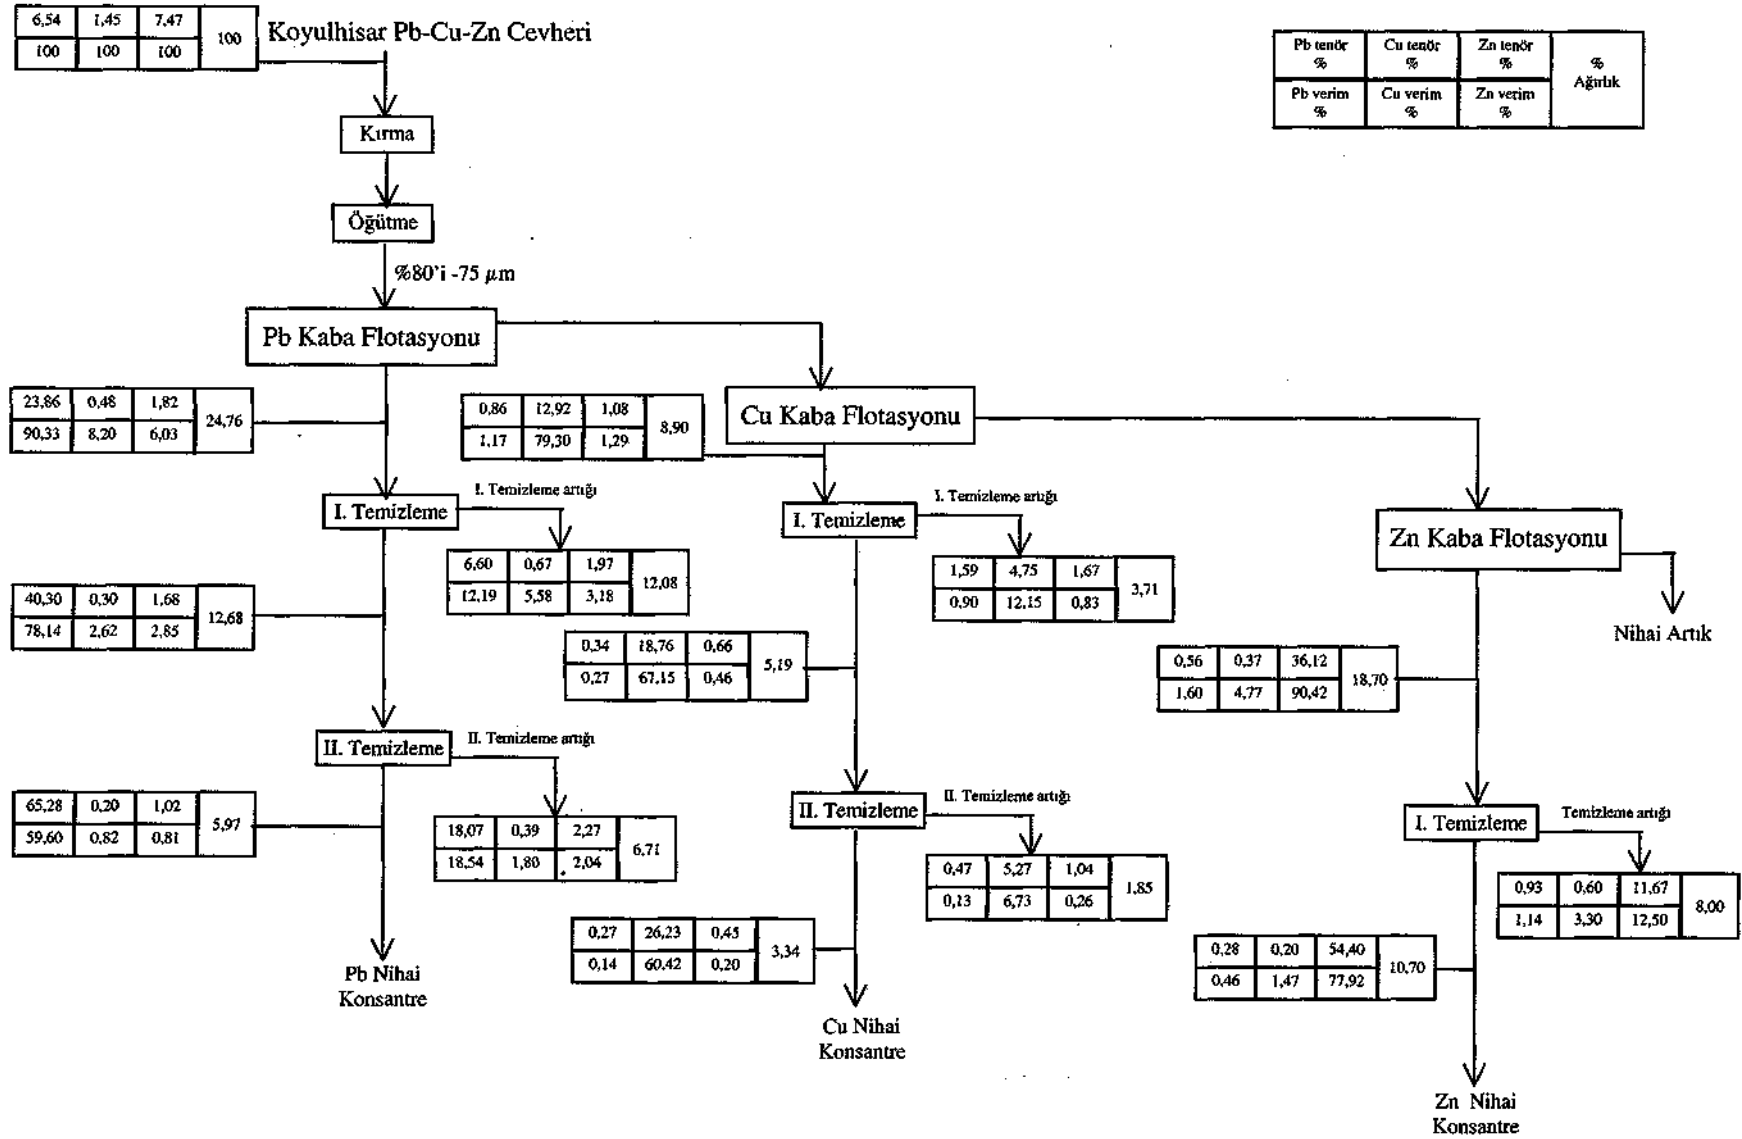 6,54 1,45 7,47 100
100 100 100
Koyulhisar Pb-Cu-Zn Cevheri
Pb tenör % Cu tenör % Zn tenör % % Ağırlık
Pb verim % Cu verim % Zn verim %
Kırma
Öğütme
%80'i -75 µm
Pb Kaba Flotasyonu
23,86 0,48 1,82 24,76
90,33 8,20 6,03
0,86 12,92 1,08 8,90
1,17 79,30 1,29
Cu Kaba Flotasyonu
I. Temizleme
I. Temizleme artığı
6,60 0,67 1,97 12,08
12,19 5,58 3,18
I. Temizleme
I. Temizleme artığı
1,59 4,75 1,67 3,71
0,90 12,15 0,83
Zn Kaba Flotasyonu
Nihai Artık
40,30 0,30 1,68 12,68
78,14 2,62 2,85
0,34 18,76 0,66 5,19
0,27 67,15 0,46
0,56 0,37 36,12 18,70
1,60 4,77 90,42
II. Temizleme
II. Temizleme artığı
65,28 0,20 1,02 5,97
59,60 0,82 0,81
18,07 0,39 2,27 6,71
18,54 1,80 2,04
II. Temizleme
II. Temizleme artığı
0,47 5,27 1,04 1,85
0,13 6,73 0,26
I. Temizleme
Temizleme artığı
0,93 0,60 11,67 8,00
1,14 3,30 12,50
0,27 26,23 0,45 3,34
0,14 60,42 0,20
0,28 0,20 54,40 10,70
0,46 1,47 77,92
Pb Nihai
Konsantre
Cu Nihai
Konsantre
Zn Nihai
Konsantre